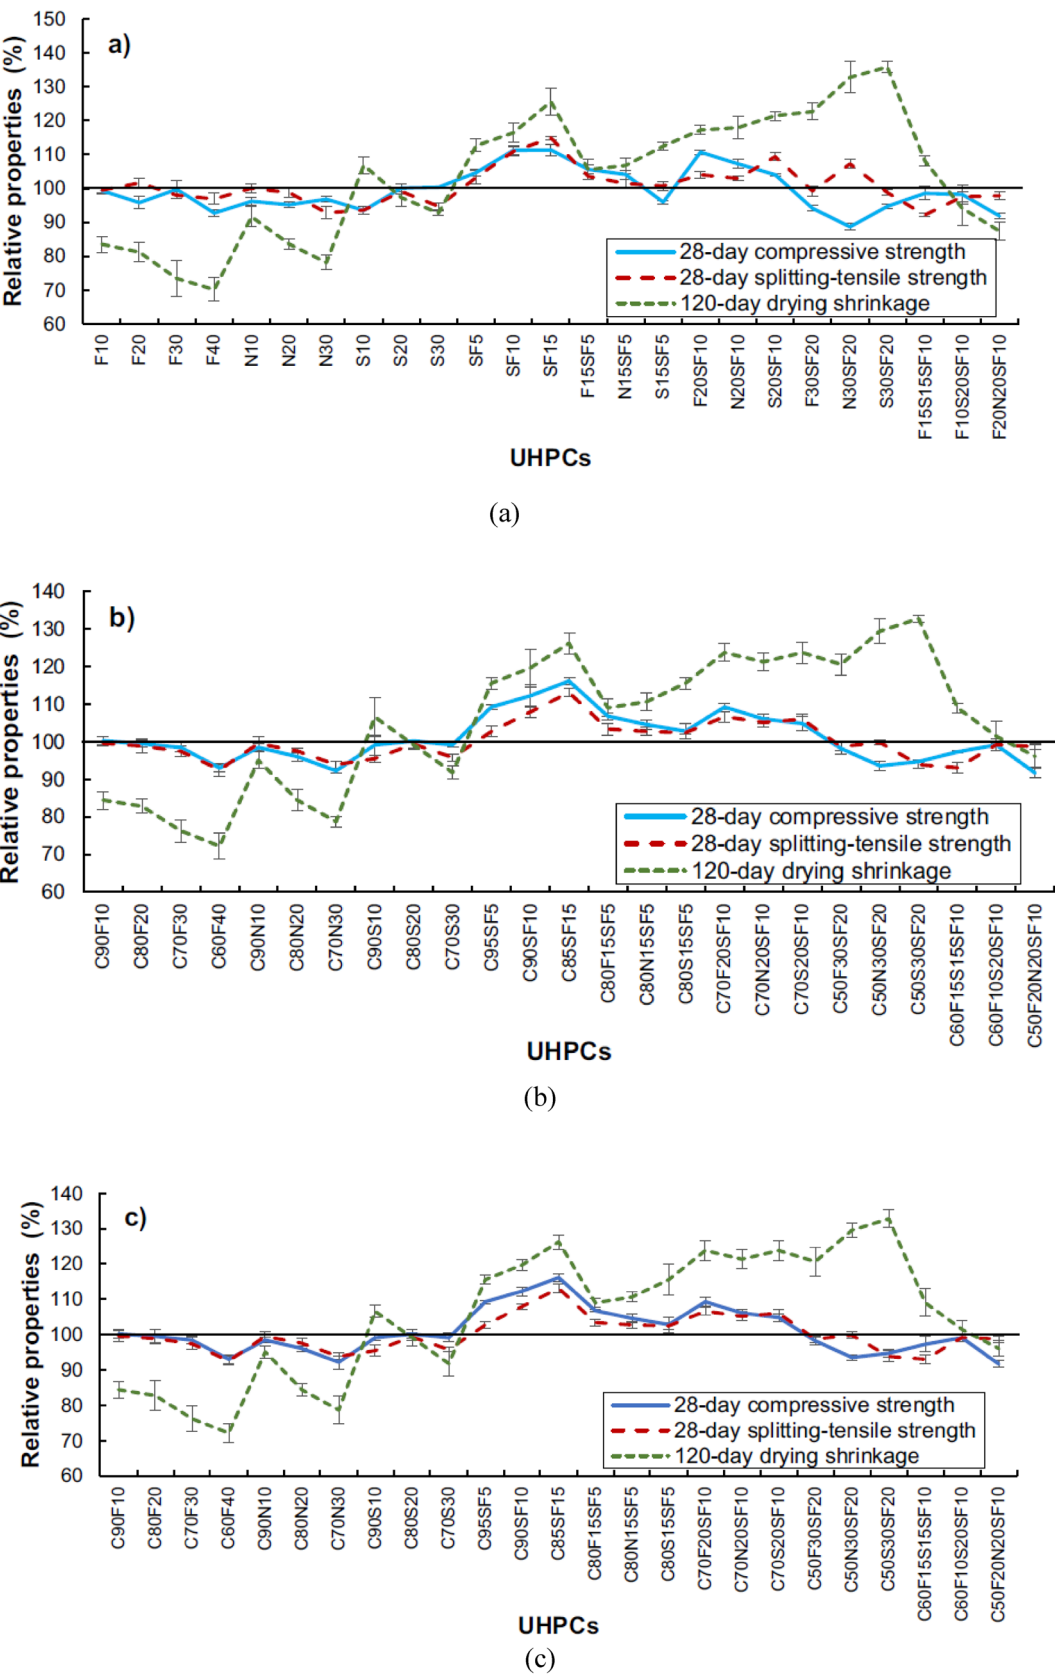 a)
Relative properties (%)
150
140
130
120
110
100
90
80
70
60
28-day compressive strength
28-day splitting-tensile strength
120-day drying shrinkage
F10
F20
F30
F40
N10
N20
N30
S10
S20
S30
SF5
SF10
SF15
F15SF5
N15SF5
S15SF5
F20SF10
N20SF10
S20SF10
F30SF20
N30SF20
S30SF20
F15S15SF10
F10S20SF10
F20N20SF10
UHPCs
(a)
b)
Relative properties (%)
140
130
120
110
100
90
80
70
60
28-day compressive strength
28-day splitting-tensile strength
120-day drying shrinkage
C90F10
C80F20
C70F30
C60F40
C90N10
C80N20
C70N30
C90S10
C80S20
C70S30
C95SF5
C90SF10
C85SF15
C80F15SF5
C80N15SF5
C80S15SF5
C70F20SF10
C70N20SF10
C70S20SF10
C50F30SF20
C50N30SF20
C50S30SF20
C60F15S15SF10
C60F10S20SF10
C50F20N20SF10
UHPCs
(b)
c)
Relative properties (%)
140
130
120
110
100
90
80
70
60
28-day compressive strength
28-day splitting-tensile strength
120-day drying shrinkage
C90F10
C80F20
C70F30
C60F40
C90N10
C80N20
C70N30
C90S10
C80S20
C70S30
C95SF5
C90SF10
C85SF15
C80F15SF5
C80N15SF5
C80S15SF5
C70F20SF10
C70N20SF10
C70S20SF10
C50F30SF20
C50N30SF20
C50S30SF20
C60F15S15SF10
C60F10S20SF10
C50F20N20SF10
UHPCs
(c)